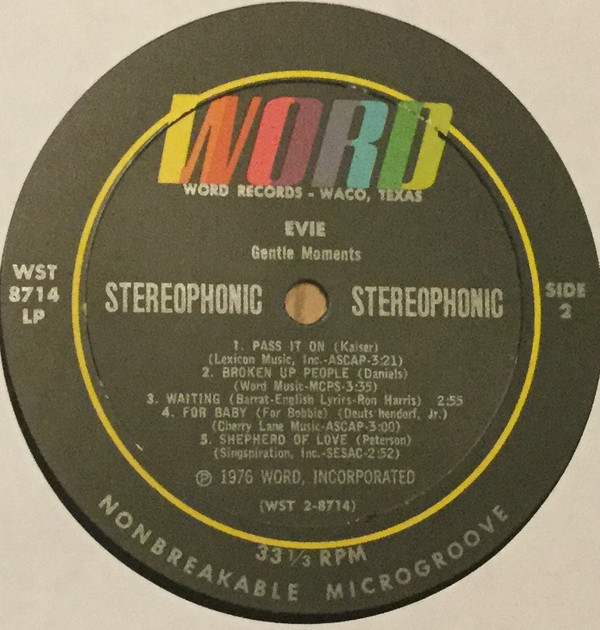 WORD
WORD RECORDS - WACO, TEXAS
EVIE
Gentle Moments
WST
8714
LP
STEREOPHONIC STEREOPHONIC
SIDE
2
1. PASS IT ON (Kaiser)
(Lexicon Music, Inc.-ASCAP-3:21)
2. BROKEN UP PEOPLE (Daniels)
(Word Music-MCPS-3:35)
3. WAITING (Barrat-English Lyrics-Ron Harris) 2:55
4. FOR BABY (For Bobbie) (Deutschendorf, Jr.)
(Cherry Lane Music-ASCAP-3:00)
5. SHEPHERD OF LOVE (Peterson)
(Singspiration, Inc.-SESAC-2:52)
Ⓟ 1976 WORD, INCORPORATED
(WST 2-8714)
33 1/3 RPM
NONBREAKABLE MICROGROOVE